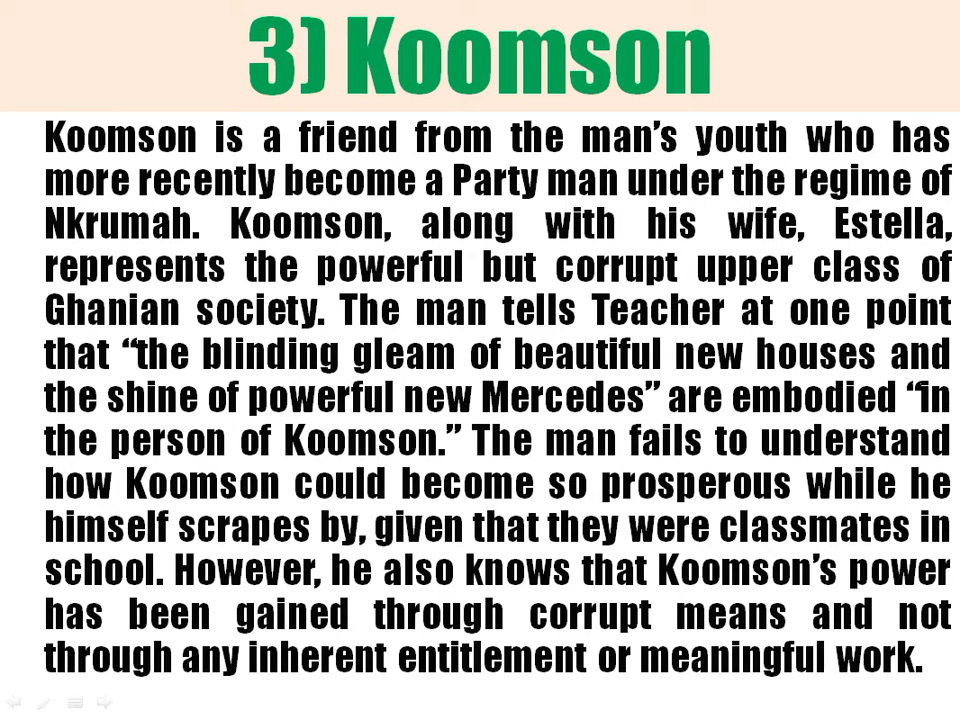 3) Koomson
Koomson is a friend from the man’s youth who has
more recently become a Party man under the regime of
Nkrumah. Koomson, along with his wife, Estella,
represents the powerful but corrupt upper class of
Ghanian society. The man tells Teacher at one point
that “the blinding gleam of beautiful new houses and
the shine of powerful new Mercedes” are embodied “in
the person of Koomson.” The man fails to understand
how Koomson could become so prosperous while he
himself scrapes by, given that they were classmates in
school. However, he also knows that Koomson’s power
has been gained through corrupt means and not
through any inherent entitlement or meaningful work.